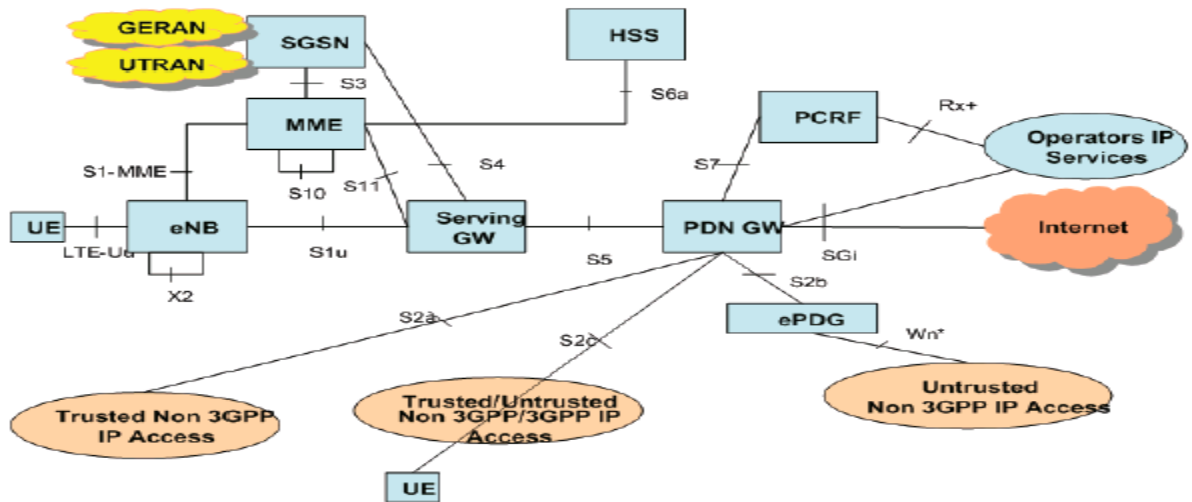 GERAN
SGSN
HSS
UTRAN
S3
S6a
PCRF
Rx+
MME
Operators IP
Services
S1-MME
S10
S11
S4
S7
UE
eNB
Serving
GW
PDN GW
Internet
LTE-Uu
S1u
S5
SGi
X2
S2b
S2a
ePDG
S2c
Wn*
Trusted Non 3GPP
IP Access
Trusted/Untrusted
Non 3GPP/3GPP IP
Access
Untrusted
Non 3GPP IP Access
UE